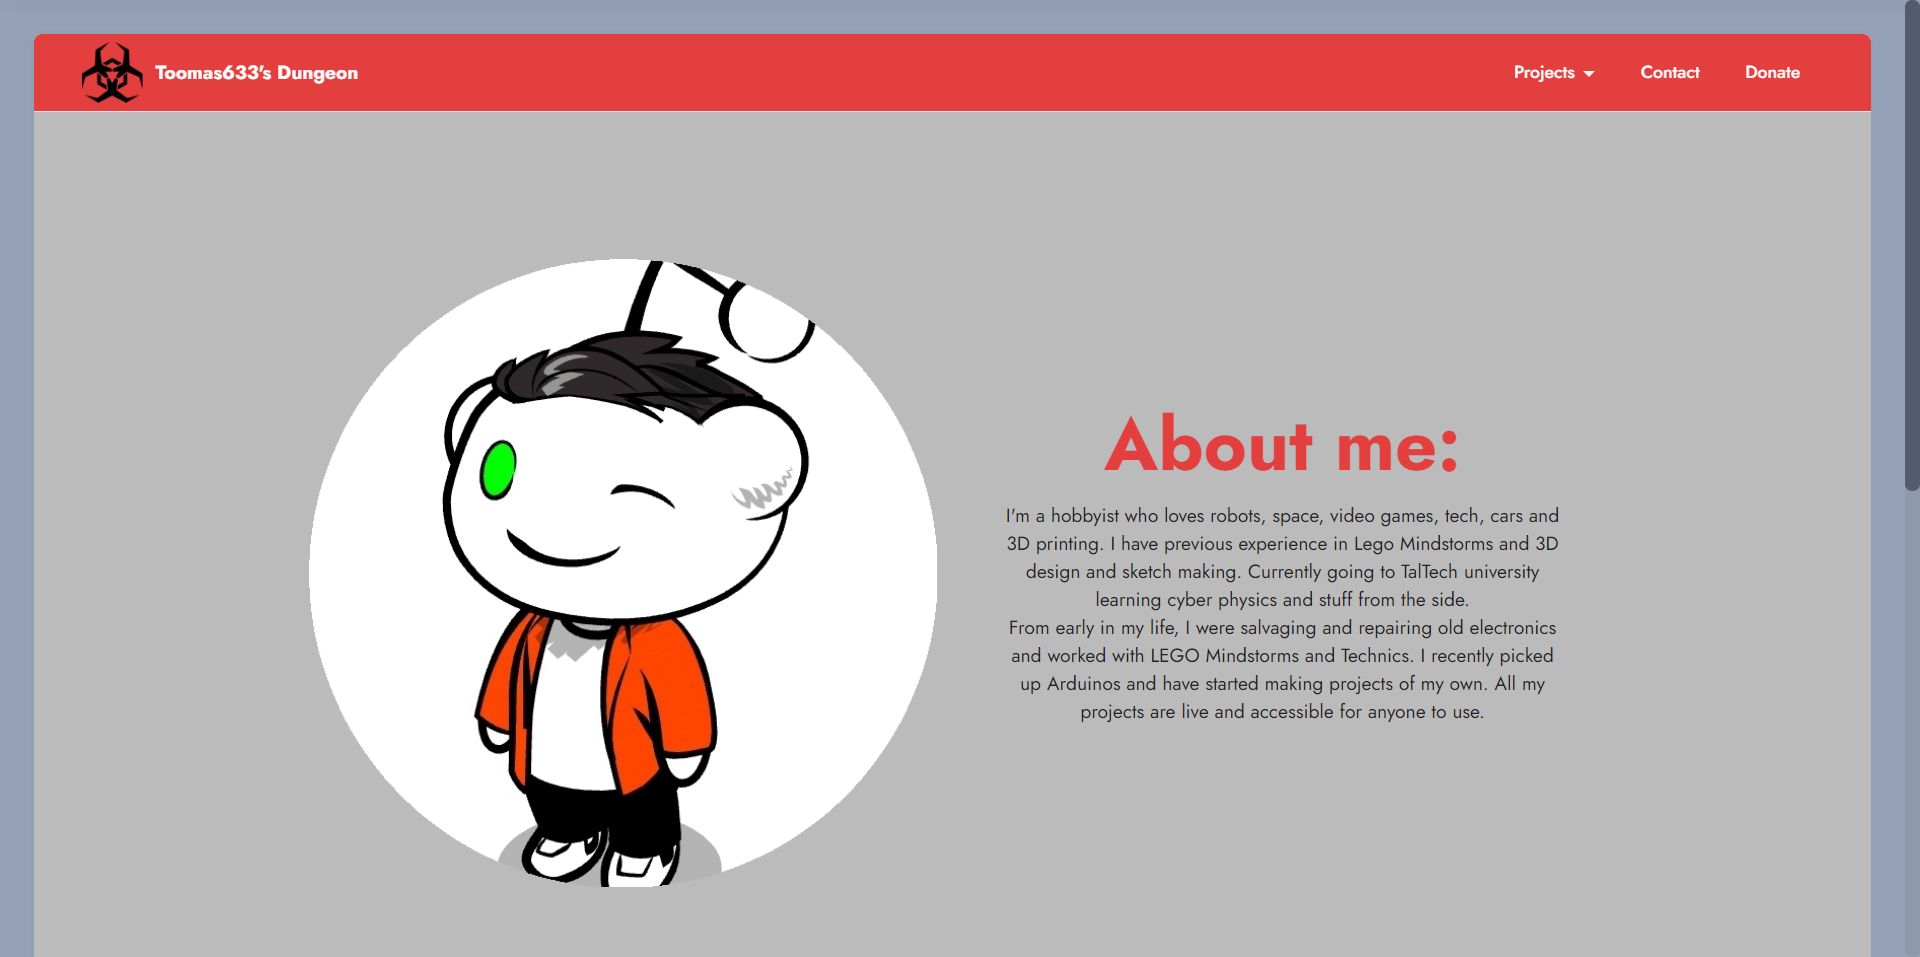 Toomas633's Dungeon
Projects
Contact
Donate
About me:
I'm a hobbyist who loves robots, space, video games, tech, cars and
3D printing. I have previous experience in Lego Mindstorms and 3D
design and sketch making. Currently going to TalTech university
learning cyber physics and stuff from the side.
From early in my life, I were salvaging and repairing old electronics
and worked with LEGO Mindstorms and Technics. I recently picked
up Arduinos and have started making projects of my own. All my
projects are live and accessible for anyone to use.